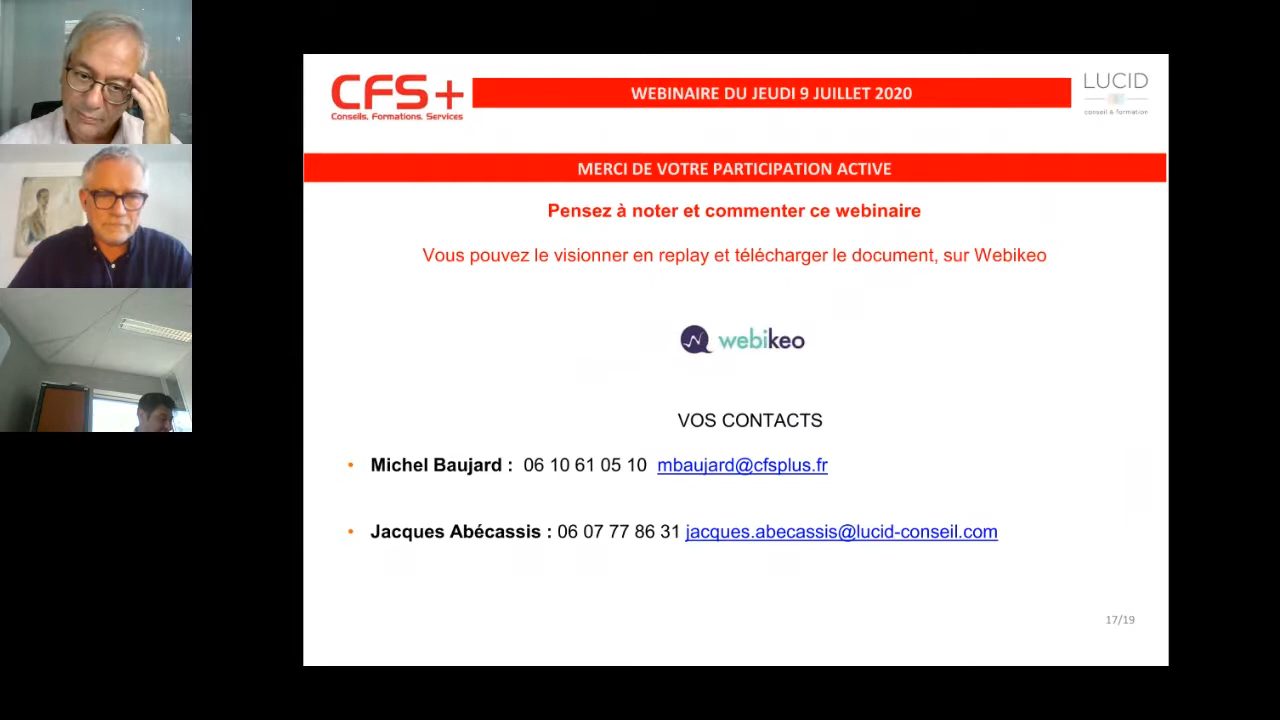 CFS+
Conseils, Formations, Services
WEBINAIRE DU JEUDI 9 JUILLET 2020
LUCID
conseil & formation
MERCI DE VOTRE PARTICIPATION ACTIVE
Pensez à noter et commenter ce webinaire
Vous pouvez le visionner en replay et télécharger le document, sur Webikeo
webikeo
VOS CONTACTS
• Michel Baujard : 06 10 61 05 10 mbaujard@cfsplus.fr
• Jacques Abécassis : 06 07 77 86 31 jacques.abecassis@lucid-conseil.com
17/19